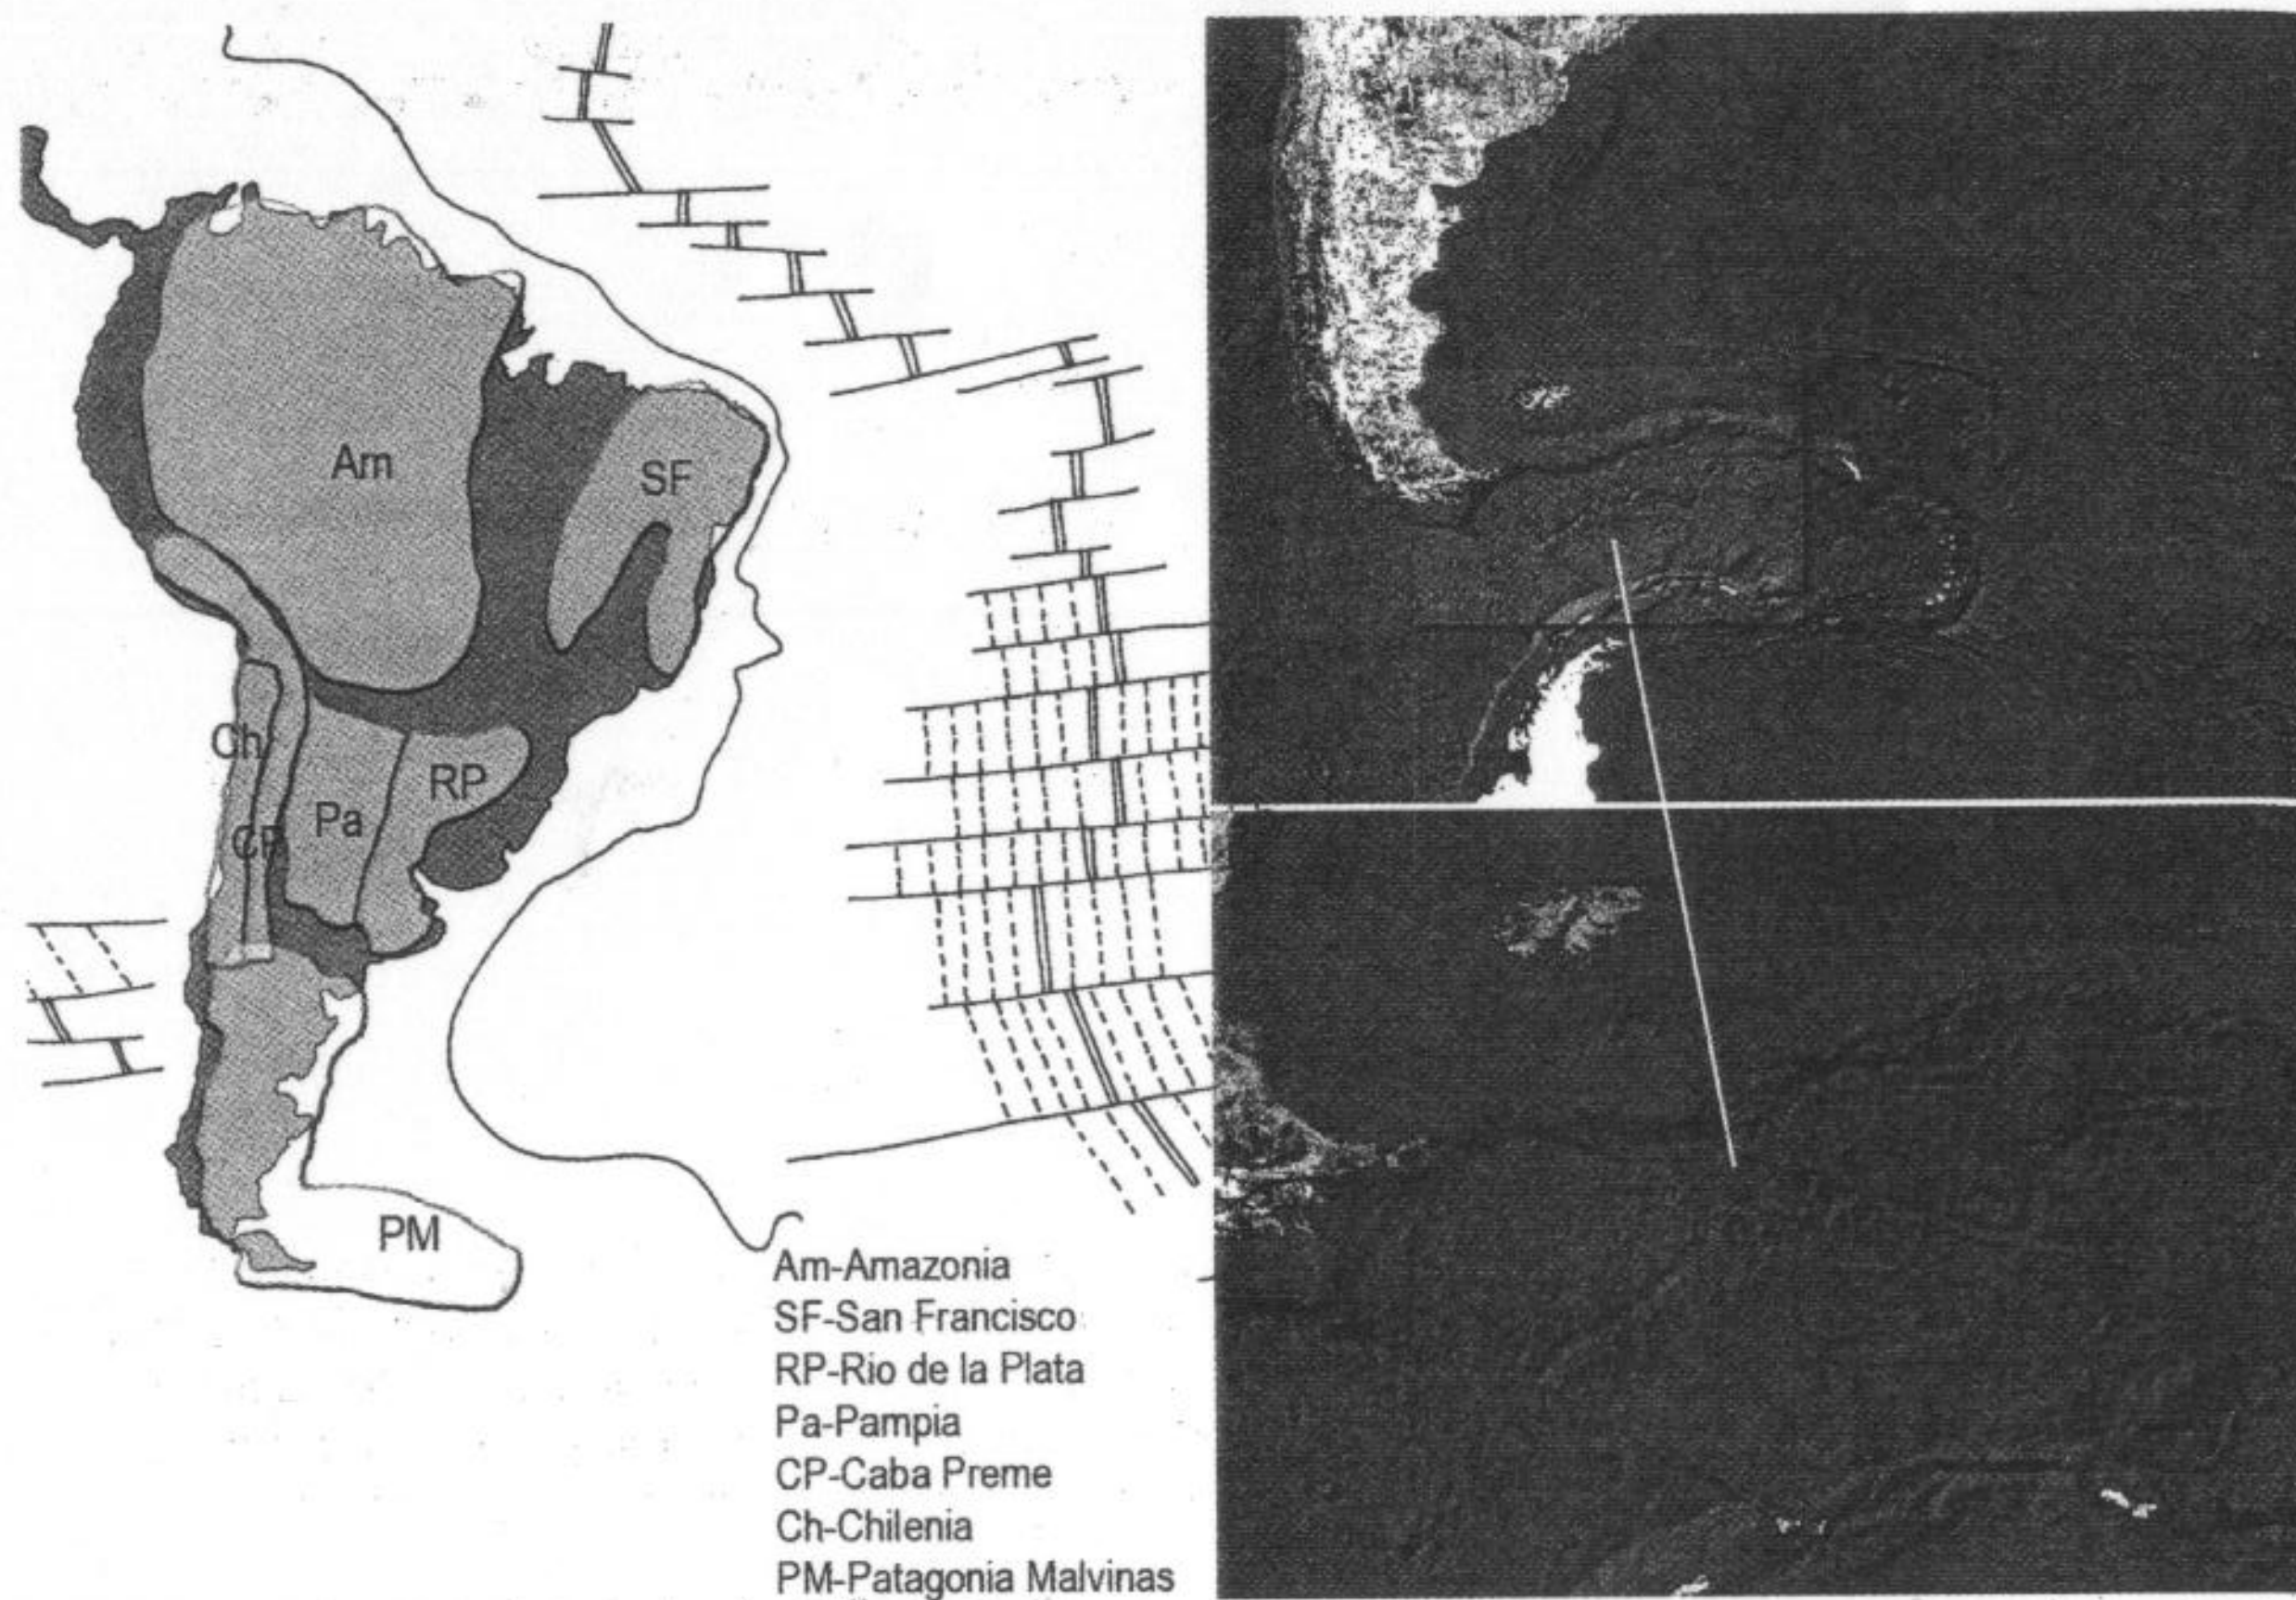 Am
SF
Ch
RP
Pa
CP
PM
Am-Amazonia
SF-San Francisco
RP-Rio de la Plata
Pa-Pampia
CP-Caba Preme
Ch-Chilenia
PM-Patagonia Malvinas